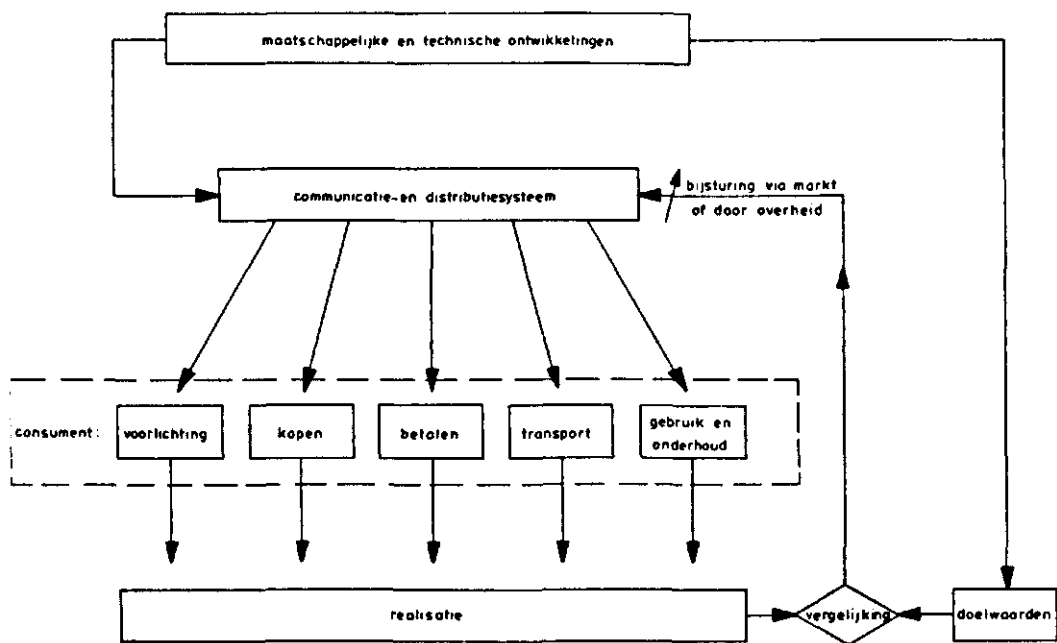 maatschappelijke en technische ontwikkelingen
communicatie-en distributiesysteem
bijsturing via markt
of door overheid
consument:
voorlichting
kopen
betalen
transport
gebruik en
onderhoud
realisatie
vergelijking
doelwaarden